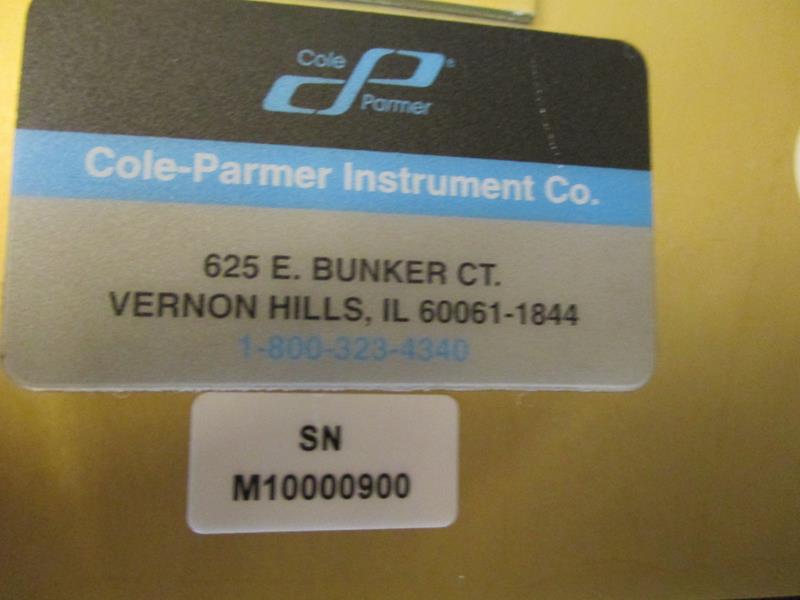 Cole
Parmer
Cole-Parmer Instrument Co.
625 E. BUNKER CT.
VERNON HILLS, IL 60061-1844
1-800-323-4340
SN
M10000900